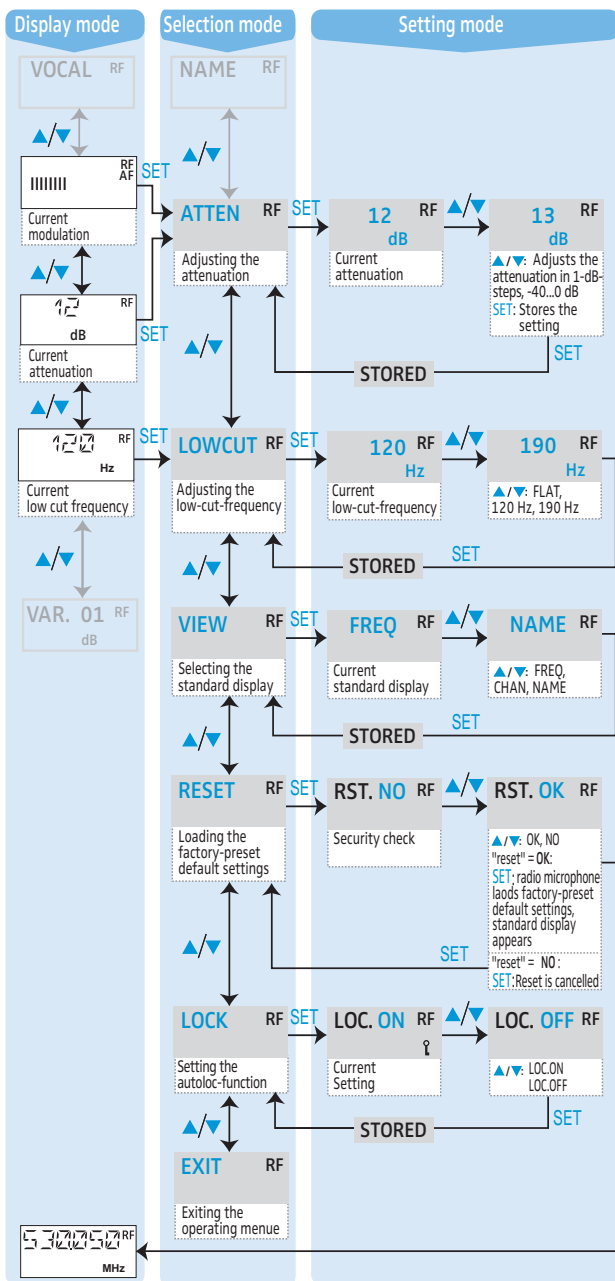 Display mode
Selection mode
Setting mode
VOCAL RF
NAME RF
▲/▼
▲/▼
RF
AF
SET
Current
modulation
ATTEN RF
SET
12 RF
dB
▲/▼
13 RF
dB
Adjusting the
attenuation
Current
attenuation
▲/▼: Adjusts the
attenuation in 1-dB-
steps, -40...0 dB
SET: Stores the
setting
▲/▼
12 RF
dB
SET
Current
attenuation
▲/▼
SET
STORED
▲/▼
120 RF
Hz
SET
Current
low cut frequency
LOWCUT RF
SET
120 RF
Hz
▲/▼
190 RF
Hz
Adjusting the
low-cut-frequency
Current
low-cut-frequency
▲/▼: FLAT,
120 Hz, 190 Hz
SET
STORED
▲/▼
▲/▼
VAR. 01 RF
dB
VIEW RF
SET
FREQ RF
▲/▼
NAME RF
Selecting the
standard display
Current
standard display
▲/▼: FREQ,
CHAN, NAME
SET
STORED
▲/▼
RESET RF
SET
RST. NO RF
▲/▼
RST. OK RF
Loading the
factory-preset
default settings
Security check
▲/▼: OK, NO
"reset" = OK:
SET: radio microphone
laods factory-preset
default settings,
standard display
appears
"reset" = NO :
SET:Reset is cancelled
SET
▲/▼
LOCK RF
SET
LOC. ON RF
▲/▼
LOC. OFF RF
Setting the
autoloc-function
Current
Setting
▲/▼: LOC.ON
LOC.OFF
SET
STORED
▲/▼
EXIT RF
Exiting the
operating menue
530.050 RF
MHz